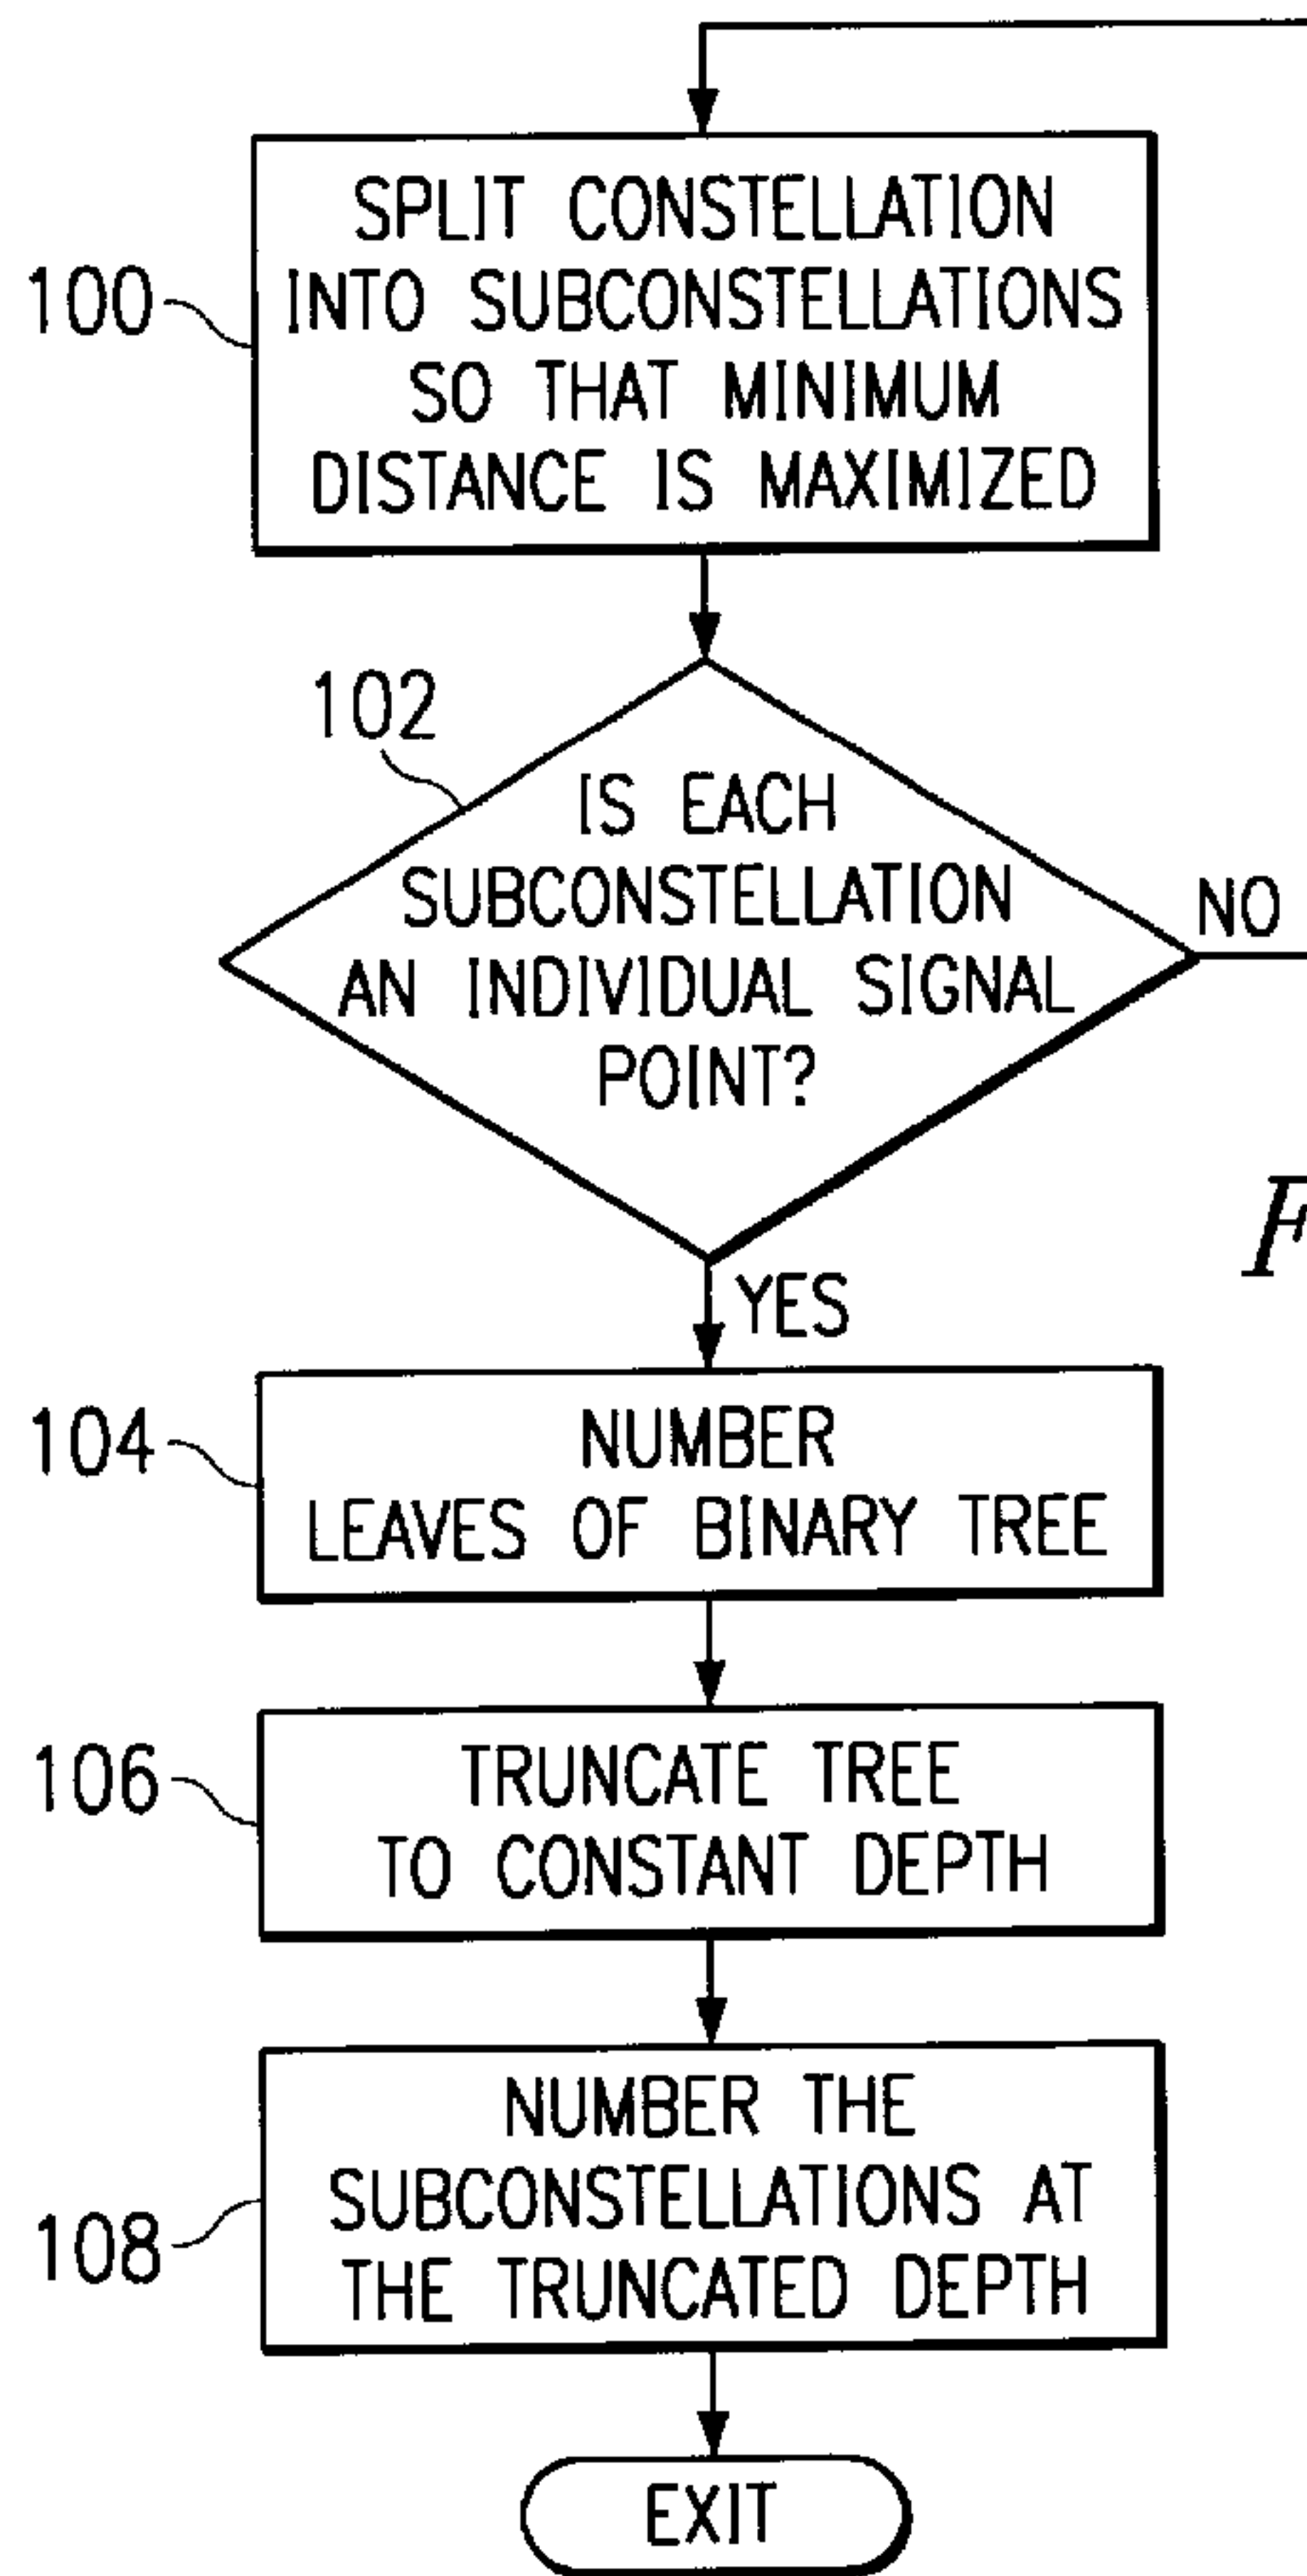 SPLIT CONSTELLATION
INTO SUBCONSTELLATIONS
SO THAT MINIMUM
DISTANCE IS MAXIMIZED
100
102
IS EACH
SUBCONSTELLATION
AN INDIVIDUAL SIGNAL
POINT?
NO
F
YES
104
NUMBER
LEAVES OF BINARY TREE
106
TRUNCATE TREE
TO CONSTANT DEPTH
108
NUMBER THE
SUBCONSTELLATIONS AT
THE TRUNCATED DEPTH
EXIT